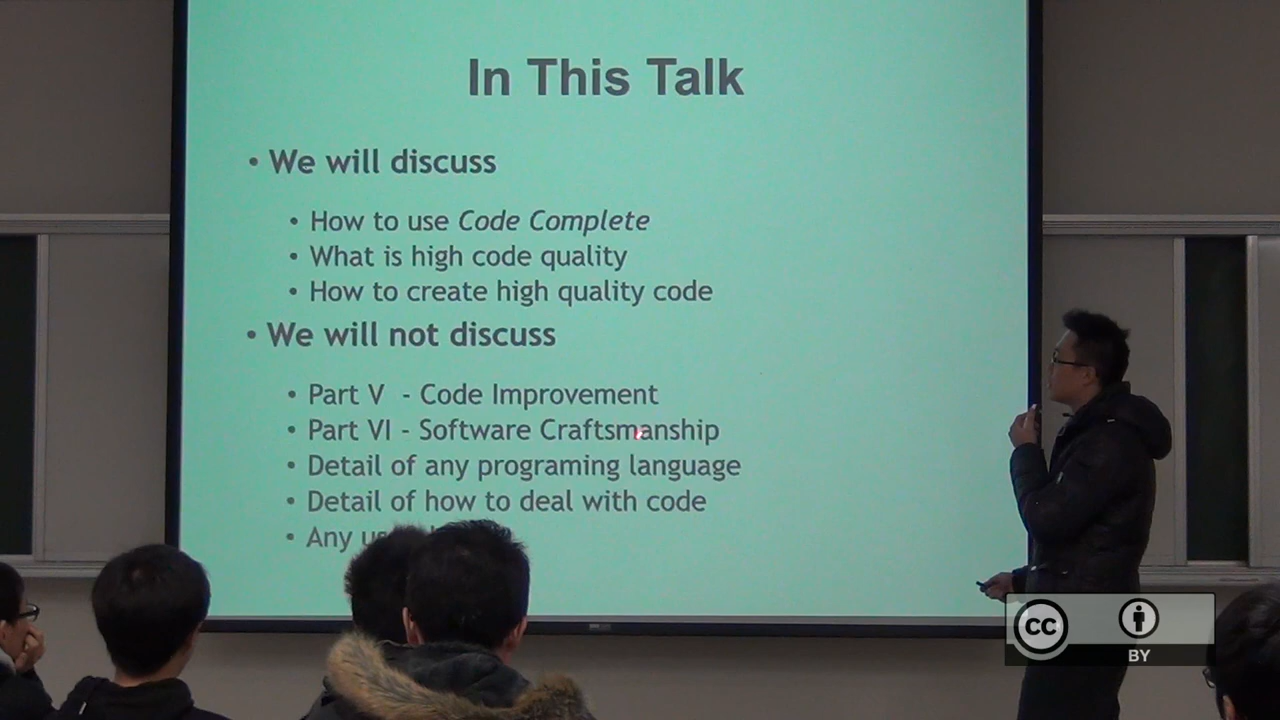 In This Talk
• We will discuss
• How to use Code Complete
• What is high code quality
• How to create high quality code
• We will not discuss
• Part V - Code Improvement
• Part VI - Software Craftsmanship
• Detail of any programing language
• Detail of how to deal with code
• Any
CC
BY